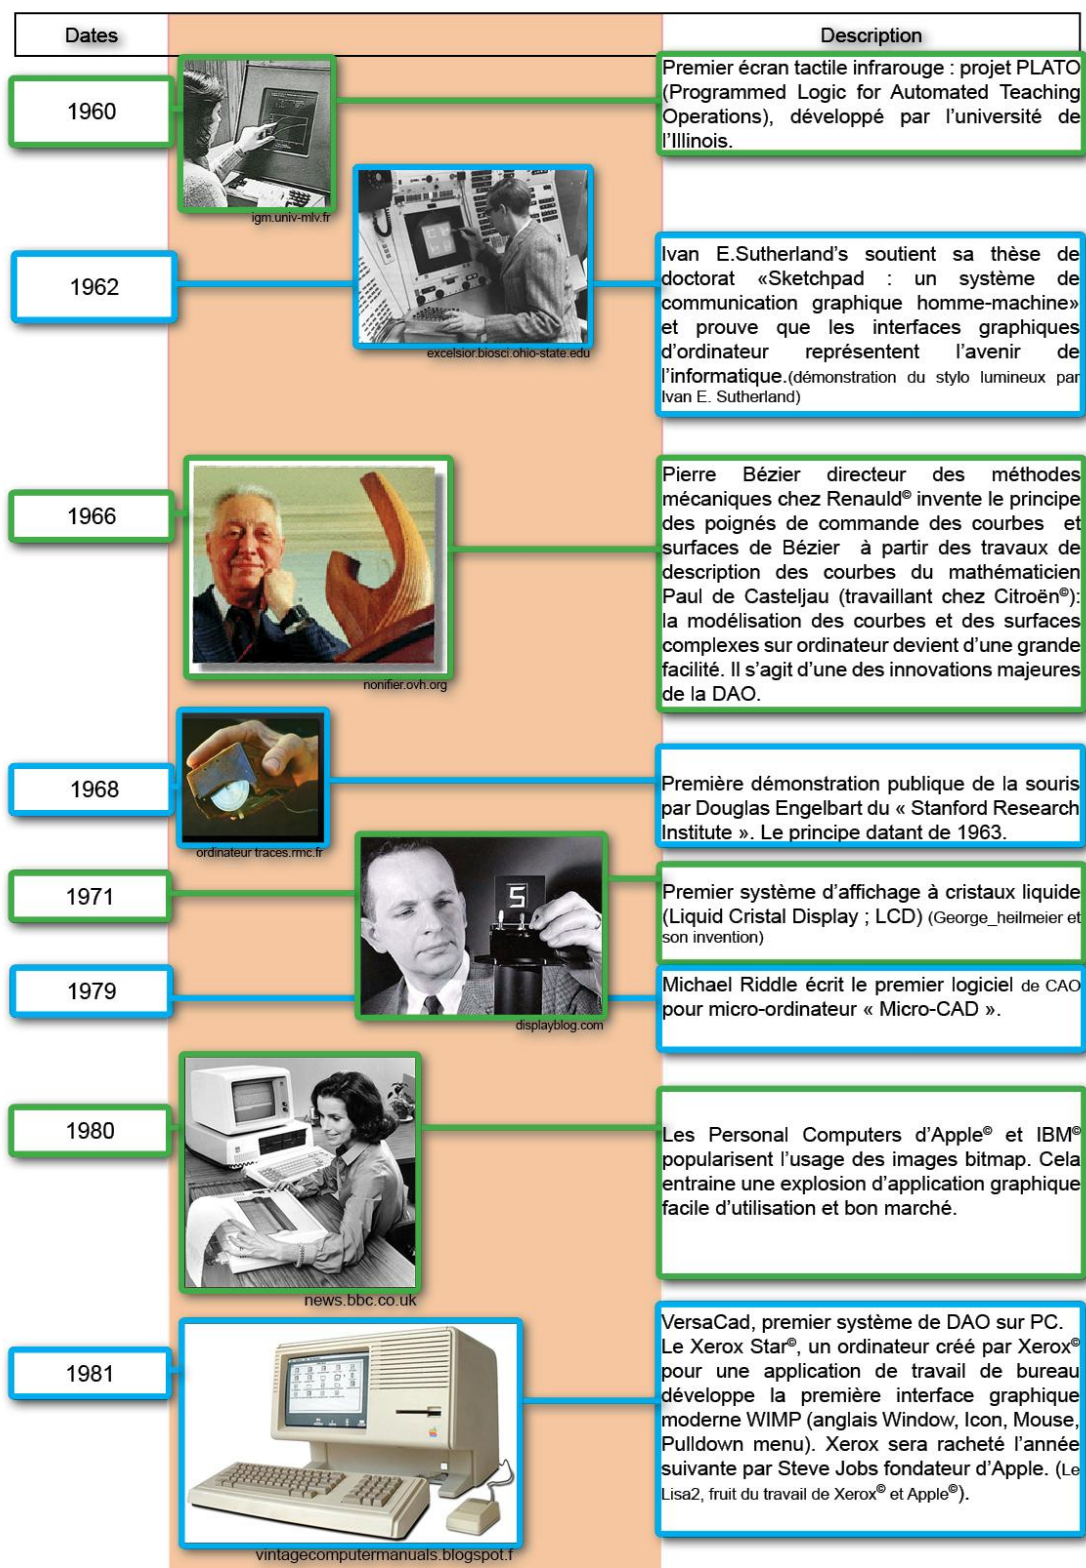 Dates
Description
1960
Premier écran tactile infrarouge : projet PLATO
(Programmed Logic for Automated Teaching
Operations), développé par l'université de
l'Illinois.
igm.univ-mlv.fr
1962
Ivan E.Sutherland's soutient sa thèse de
doctorat «Sketchpad : un système de
communication graphique homme-machine»
et prouve que les interfaces graphiques
d'ordinateur représentent l'avenir de
l'informatique.(démonstration du stylo lumineux par
Ivan E. Sutherland)
excelsior.biosci.ohio-state.edu
1966
Pierre Bézier directeur des méthodes
mécaniques chez Renauld© invente le principe
des poignés de commande des courbes et
surfaces de Bézier à partir des travaux de
description des courbes du mathématicien
Paul de Casteljau (travaillant chez Citroën©):
la modélisation des courbes et des surfaces
complexes sur ordinateur devient d'une grande
facilité. Il s'agit d'une des innovations majeures
de la DAO.
nonifier.ovh.org
1968
Première démonstration publique de la souris
par Douglas Engelbart du « Stanford Research
Institute ». Le principe datant de 1963.
ordinateur traces.rmc.fr
1971
S
Premier système d'affichage à cristaux liquide
(Liquid Cristal Display ; LCD) (George_heilmeier et
son invention)
1979
Michael Riddle écrit le premier logiciel de CAO
pour micro-ordinateur « Micro-CAD ».
displayblog.com
1980
Les Personal Computers d'Apple© et IBM©
popularisent l'usage des images bitmap. Cela
entraine une explosion d'application graphique
facile d'utilisation et bon marché.
news.bbc.co.uk
1981
VersaCad, premier système de DAO sur PC.
Le Xerox Star©, un ordinateur créé par Xerox©
pour une application de travail de bureau
développe la première interface graphique
moderne WIMP (anglais Window, Icon, Mouse,
Pulldown menu). Xerox sera racheté l'année
suivante par Steve Jobs fondateur d'Apple. (Le
Lisa2, fruit du travail de Xerox© et Apple©).
vintagecomputermanuals.blogspot.f